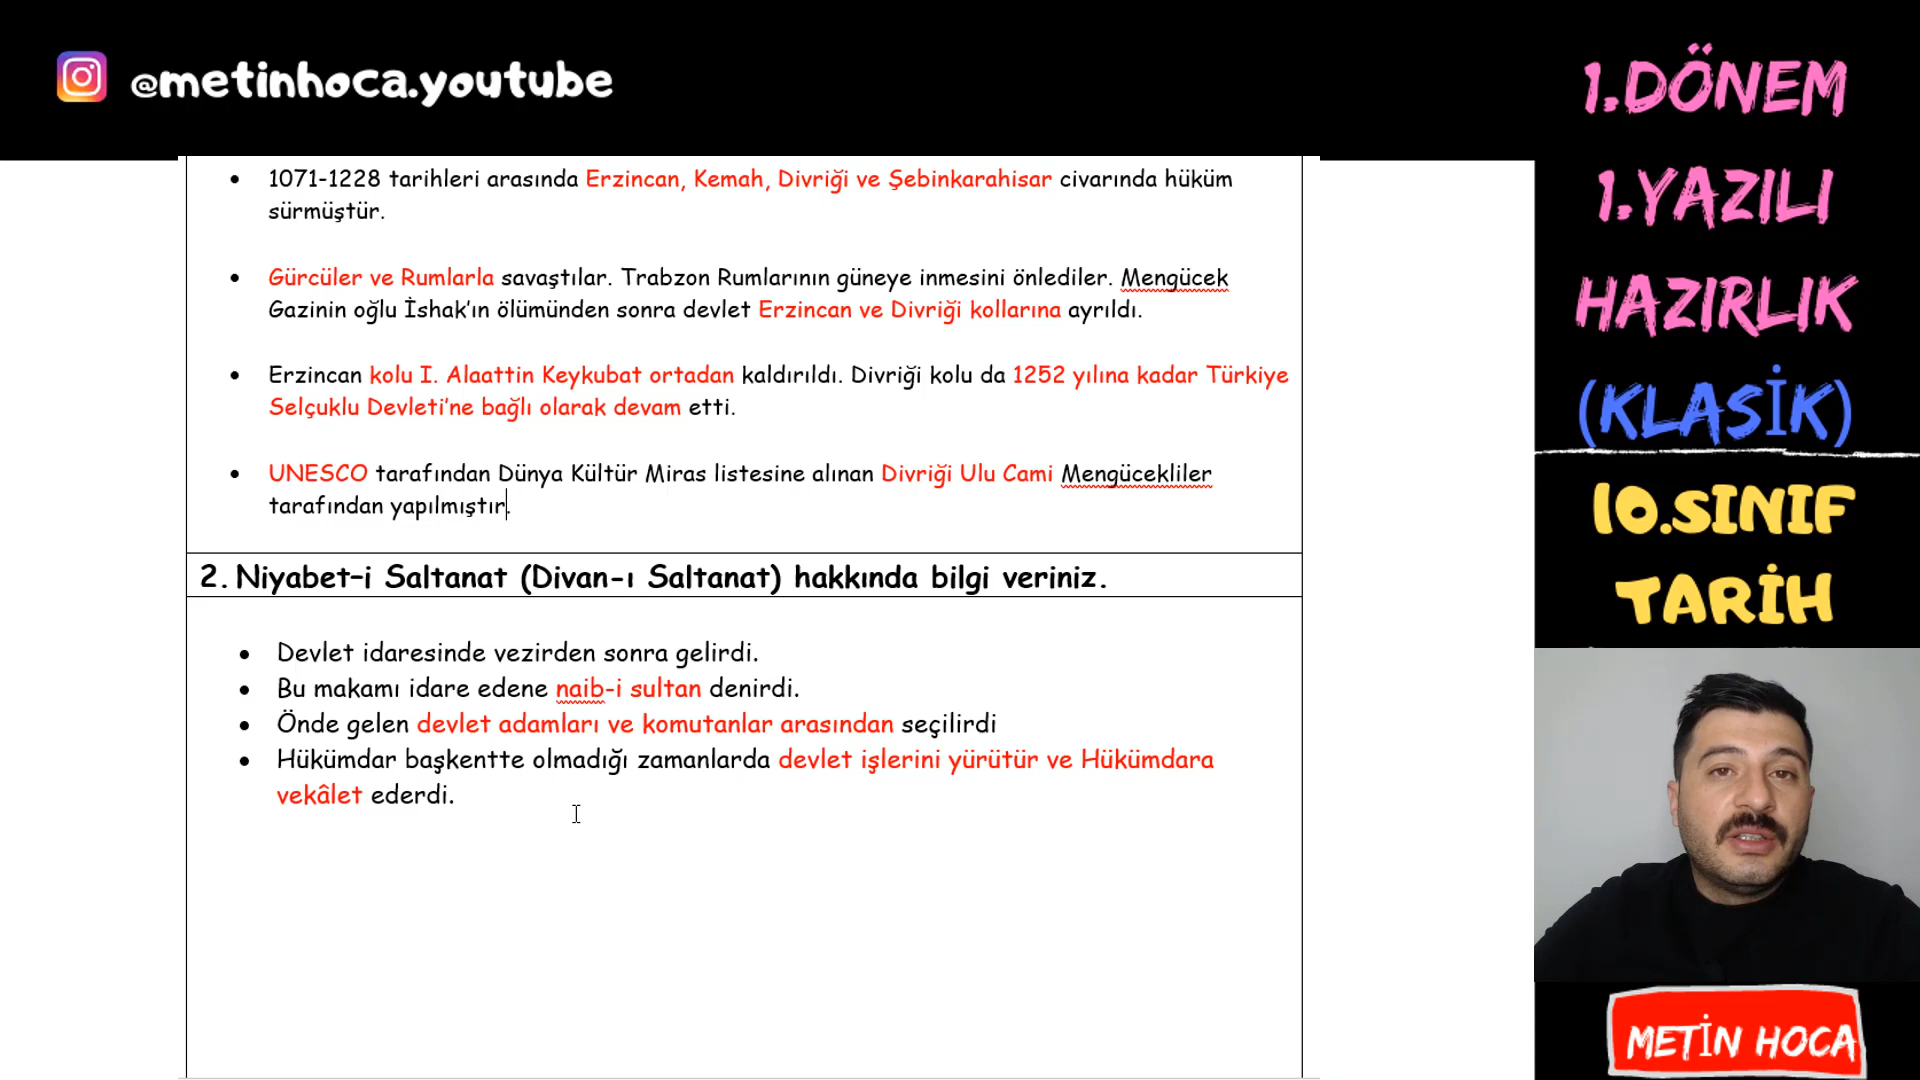 @metinhoca.youtube
1071-1228 tarihleri arasında Erzincan, Kemah, Divriği ve Şebinkarahisar civarında hüküm
sürmüştür.
Gürcüler ve Rumlarla savaştılar. Trabzon Rumlarının güneye inmesini önlediler. Mengücek
Gazinin oğlu İshak’ın ölümünden sonra devlet Erzincan ve Divriği kollarına ayrıldı.
Erzincan kolu I. Alaattin Keykubat ortadan kaldırıldı. Divriği kolu da 1252 yılına kadar Türkiye
Selçuklu Devleti’ne bağlı olarak devam etti.
UNESCO tarafından Dünya Kültür Miras listesine alınan Divriği Ulu Cami Mengücekliler
tarafından yapılmıştır.
2. Niyabet-i Saltanat (Divan-ı Saltanat) hakkında bilgi veriniz.
Devlet idaresinde vezirden sonra gelirdi.
Bu makamı idare edene naib-i sultan denirdi.
Önde gelen devlet adamları ve komutanlar arasından seçilirdi
Hükümdar başkentte olmadığı zamanlarda devlet işlerini yürütür ve Hükümdara
vekâlet ederdi.
1.DÖNEM
1.YAZILI
HAZIRLIK
(KLASİK)
10.SINIF
TARİH
METİN HOCA